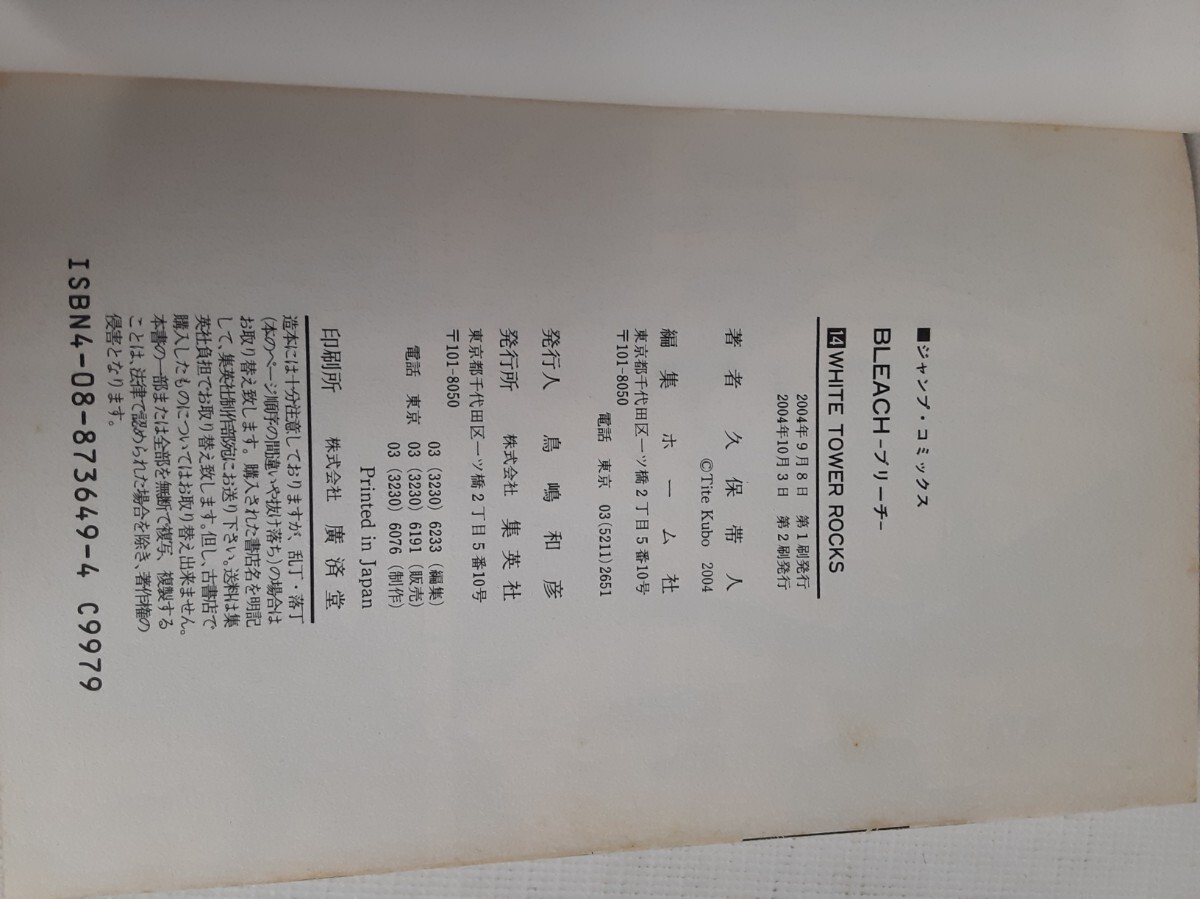 ■ジャンプ・コミックス
BLEACH－ブリーチ－
14 WHITE TOWER ROCKS
2004年9月8日 第1刷発行
2004年10月3日 第2刷発行
著者 久保帯人
©Tite Kubo 2004
編集 ホーム社
東京都千代田区一ツ橋2丁目5番10号
〒101-8050
電話 東京 03(5211)2651
発行人 鳥嶋和彦
発行所 株式会社 集英社
東京都千代田区一ツ橋2丁目5番10号
〒101-8050
03（3230）6233（編集）
電話 東京 03（3230）6191（販売）
03（3230）6076（制作）
Printed in Japan
印刷所 株式会社 廣済堂
造本には十分注意しておりますが、乱丁・落丁
（本のページ順序の間違いや抜け落ち）の場合は
お取り替え致します。購入された書店名を明記
して、集英社制作部宛にお送り下さい。送料は集
英社負担でお取り替え致します。但し、古書店で
購入したものについてはお取り替え出来ません。
本書の一部または全部を無断で複写、複製する
ことは、法律で認められた場合を除き、著作権の
侵害となります。
ISBN4-08-873649-4 C9979